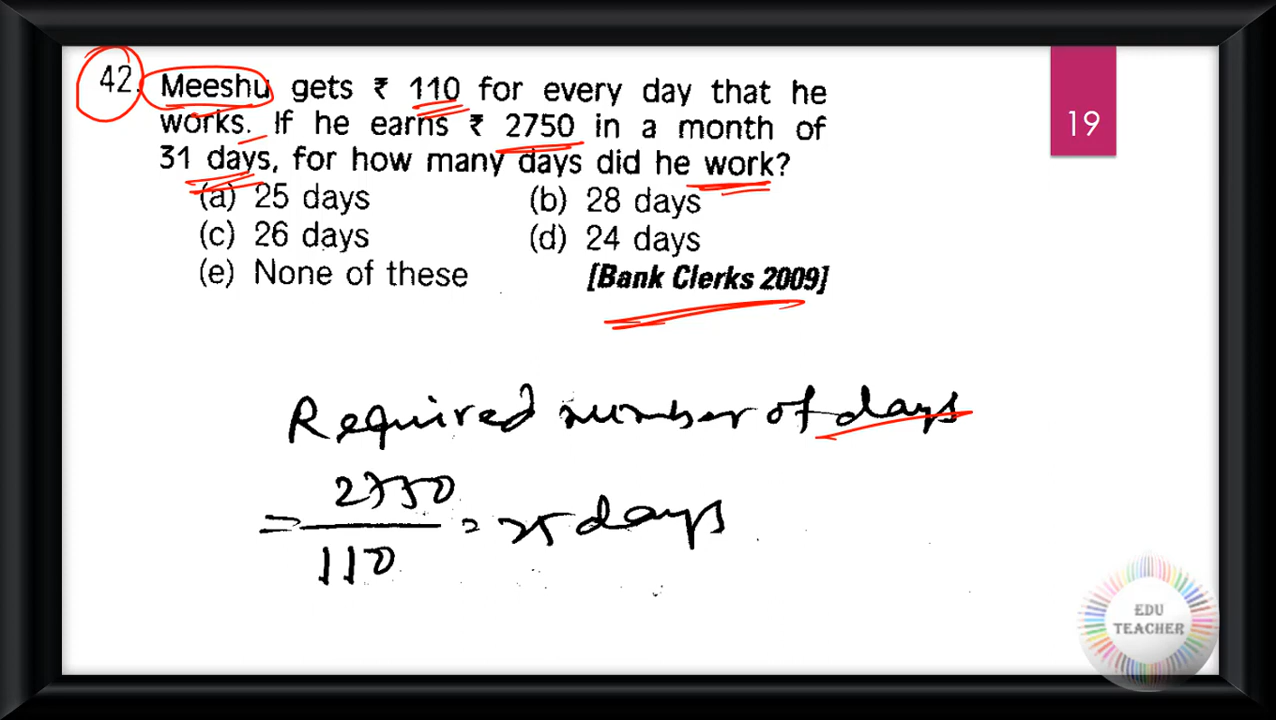 42. Meeshu gets ₹ 110 for every day that he
works. If he earns ₹ 2750 in a month of
31 days, for how many days did he work?
(a) 25 days (b) 28 days
(c) 26 days (d) 24 days
(e) None of these [Bank Clerks 2009]
19
Required number of days
= 2750 / 110 = 25 days
EDU
TEACHER